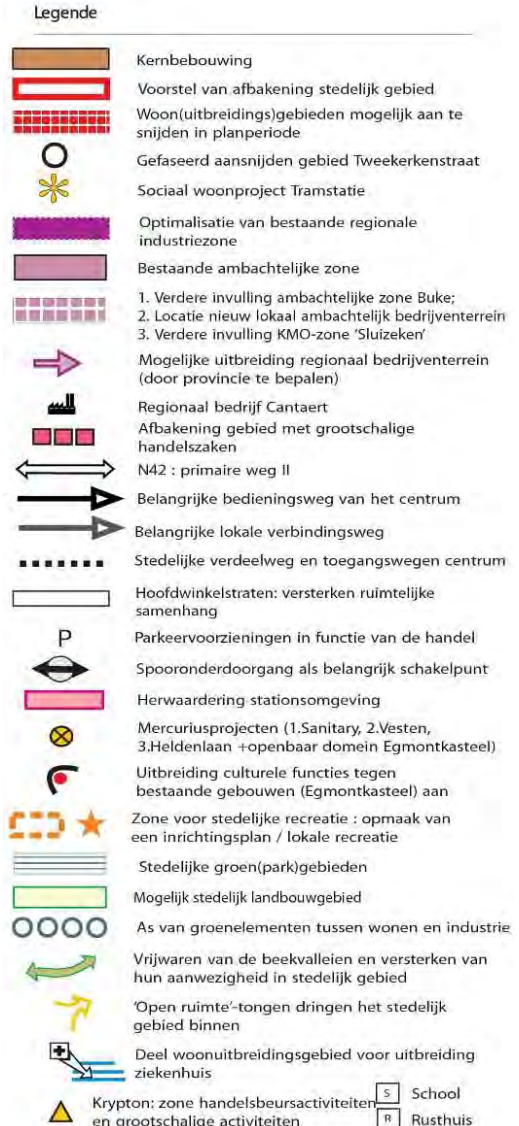 Legende
Kernbebouwing
Voorstel van afbakening stedelijk gebied
Woon(uitbreidings)gebieden mogelijk aan te
snijden in planperiode
Gefaseerd aansnijden gebied Tweekerkenstraat
Sociaal woonproject Tramstatie
Optimalisatie van bestaande regionale
industriezone
Bestaande ambachtelijke zone
1. Verdere invulling ambachtelijke zone Buke;
2. Locatie nieuw lokaal ambachtelijk bedrijventerrein
3. Verdere invulling KMO-zone 'Sluizeken'
Mogelijke uitbreiding regionaal bedrijventerrein
(door provincie te bepalen)
Regionaal bedrijf Cantaert
Afbakening gebied met grootschalige
handelszaken
N42 : primaire weg II
Belangrijke bedieningsweg van het centrum
Belangrijke lokale verbindingsweg
Stedelijke verdeelweg en toegangswegen centrum
Hoofdwinkelstraten: versterken ruimtelijke
samenhang
P Parkeervoorzieningen in functie van de handel
Spooronderdoorgang als belangrijk schakelpunt
Herwaardering stationsomgeving
Mercuriusprojecten (1.Sanitary, 2.Vesten,
3.Heldenlaan +openbaar domein Egmontkasteel)
Uitbreiding culturele functies tegen
bestaande gebouwen (Egmontkasteel) aan
Zone voor stedelijke recreatie : opmaak van
een inrichtingsplan / lokale recreatie
Stedelijke groen(park)gebieden
Mogelijk stedelijk landbouwgebied
As van groenelementen tussen wonen en industrie
Vrijwaren van de beekvalleien en versterken van
hun aanwezigheid in stedelijk gebied
'Open ruimte'-tongen dringen het stedelijk
gebied binnen
Deel woonuitbreidingsgebied voor uitbreiding
ziekenhuis
Krypton: zone handelsbeursactiviteiten
en grootschalige activiteiten
S School
R Rusthuis